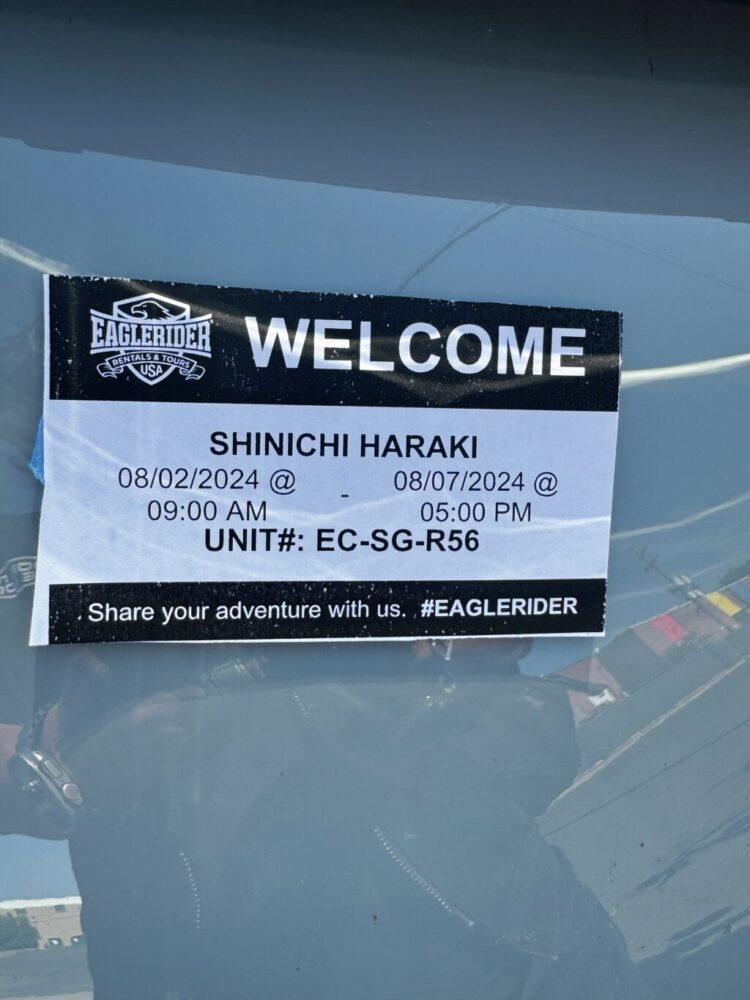 EAGLERIDER
RENTALS & TOURS
USA
WELCOME
SHINICHI HARAKI
08/02/2024 @ 09:00 AM - 08/07/2024 @ 05:00 PM
UNIT#: EC-SG-R56
Share your adventure with us. #EAGLERIDER